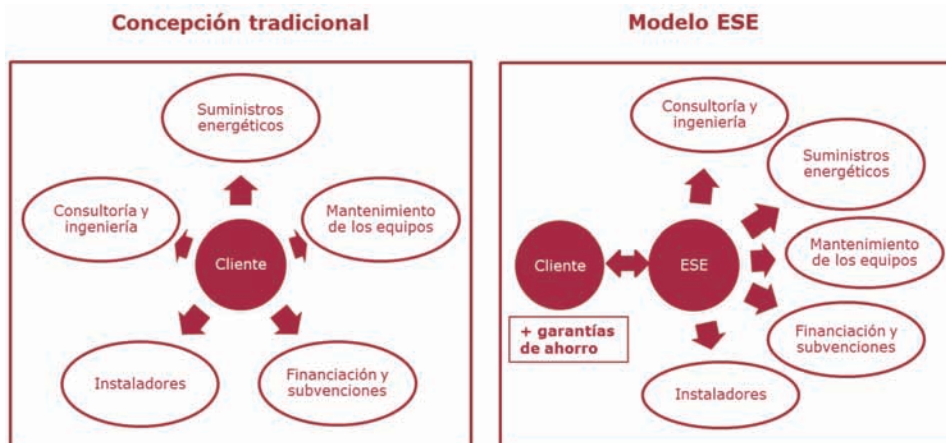 Concepción tradicional
Suministros
energéticos
Consultoría y
ingeniería
Mantenimiento
de los equipos
Cliente
Instaladores
Financiación y
subvenciones
Modelo ESE
Consultoría y
ingeniería
Suministros
energéticos
Mantenimiento
de los equipos
Cliente
ESE
+ garantías
de ahorro
Financiación y
subvenciones
Instaladores